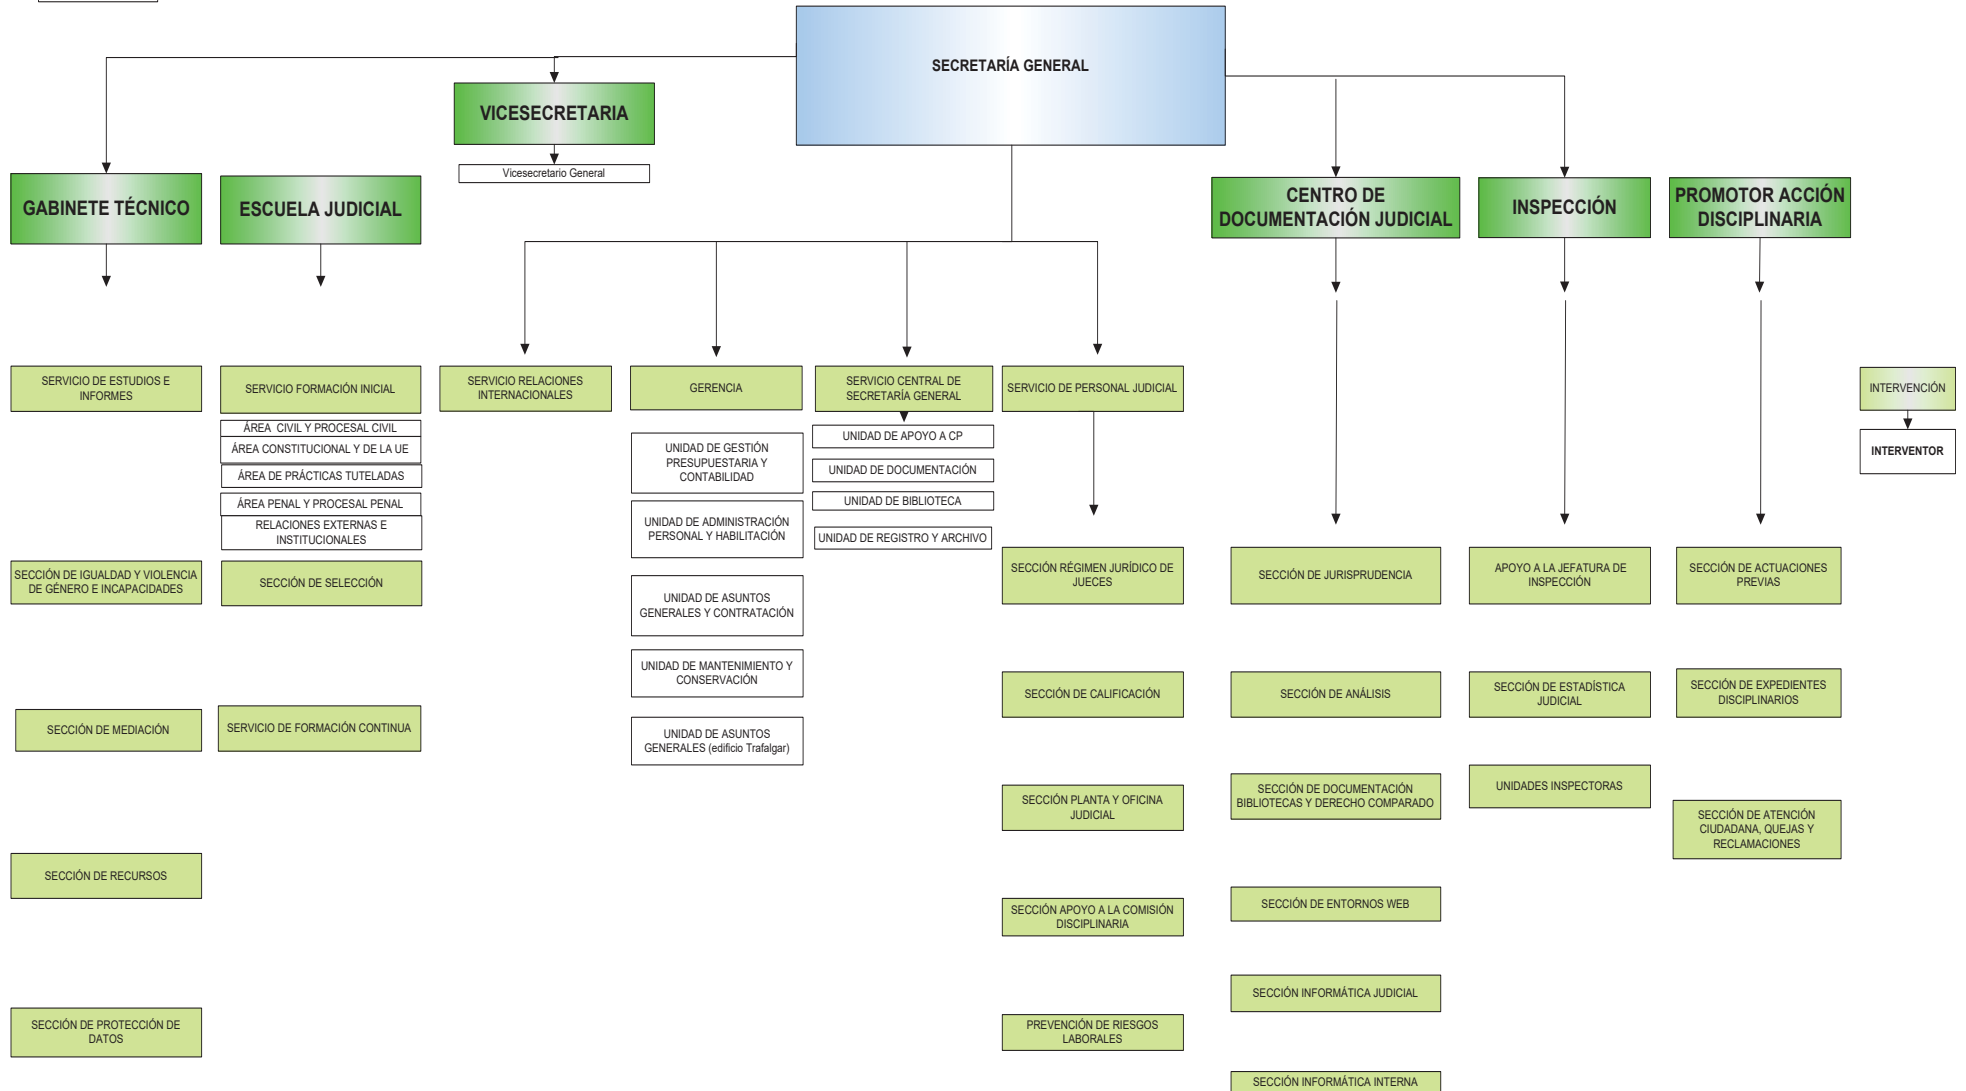 SECRETARÍA GENERAL
VICESECRETARIA
Vicesecretario General
GABINETE TÉCNICO
ESCUELA JUDICIAL
CENTRO DE
DOCUMENTACIÓN JUDICIAL
INSPECCIÓN
PROMOTOR ACCIÓN
DISCIPLINARIA
SERVICIO DE ESTUDIOS E
INFORMES
SECCIÓN DE IGUALDAD Y VIOLENCIA
DE GÉNERO E INCAPACIDADES
SECCIÓN DE MEDIACIÓN
SECCIÓN DE RECURSOS
SECCIÓN DE PROTECCIÓN DE
DATOS
SERVICIO FORMACIÓN INICIAL
ÁREA CIVIL Y PROCESAL CIVIL
ÁREA CONSTITUCIONAL Y DE LA UE
ÁREA DE PRÁCTICAS TUTELADAS
ÁREA PENAL Y PROCESAL PENAL
RELACIONES EXTERNAS E
INSTITUCIONALES
SECCIÓN DE SELECCIÓN
SERVICIO DE FORMACIÓN CONTINUA
SERVICIO RELACIONES
INTERNACIONALES
GERENCIA
UNIDAD DE GESTIÓN
PRESUPUESTARIA Y
CONTABILIDAD
UNIDAD DE ADMINISTRACIÓN
PERSONAL Y HABILITACIÓN
UNIDAD DE ASUNTOS
GENERALES Y CONTRATACIÓN
UNIDAD DE MANTENIMIENTO Y
CONSERVACIÓN
UNIDAD DE ASUNTOS
GENERALES (edificio Trafalgar)
SERVICIO CENTRAL DE
SECRETARÍA GENERAL
UNIDAD DE APOYO A CP
UNIDAD DE DOCUMENTACIÓN
UNIDAD DE BIBLIOTECA
UNIDAD DE REGISTRO Y ARCHIVO
SERVICIO DE PERSONAL JUDICIAL
SECCIÓN RÉGIMEN JURÍDICO DE
JUECES
SECCIÓN DE CALIFICACIÓN
SECCIÓN PLANTA Y OFICINA
JUDICIAL
SECCIÓN APOYO A LA COMISIÓN
DISCIPLINARIA
PREVENCIÓN DE RIESGOS
LABORALES
SECCIÓN DE JURISPRUDENCIA
SECCIÓN DE ANÁLISIS
SECCIÓN DE DOCUMENTACIÓN
BIBLIOTECAS Y DERECHO COMPARADO
SECCIÓN DE ENTORNOS WEB
SECCIÓN INFORMÁTICA JUDICIAL
SECCIÓN INFORMÁTICA INTERNA
APOYO A LA JEFATURA DE
INSPECCIÓN
SECCIÓN DE ESTADÍSTICA
JUDICIAL
UNIDADES INSPECTORAS
SECCIÓN DE ACTUACIONES
PREVIAS
SECCIÓN DE EXPEDIENTES
DISCIPLINARIOS
SECCIÓN DE ATENCIÓN
CIUDADANA, QUEJAS Y
RECLAMACIONES
INTERVENCIÓN
INTERVENTOR